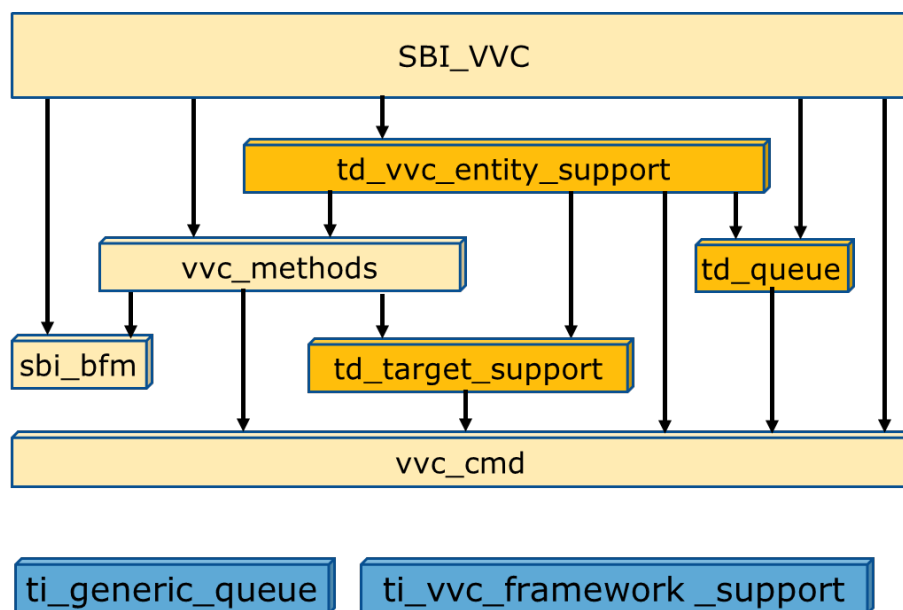 SBI_VVC
td_vvc_entity_support
vvc_methods
td_queue
sbi_bfm
td_target_support
vvc_cmd
ti_generic_queue
ti_vvc_framework _support